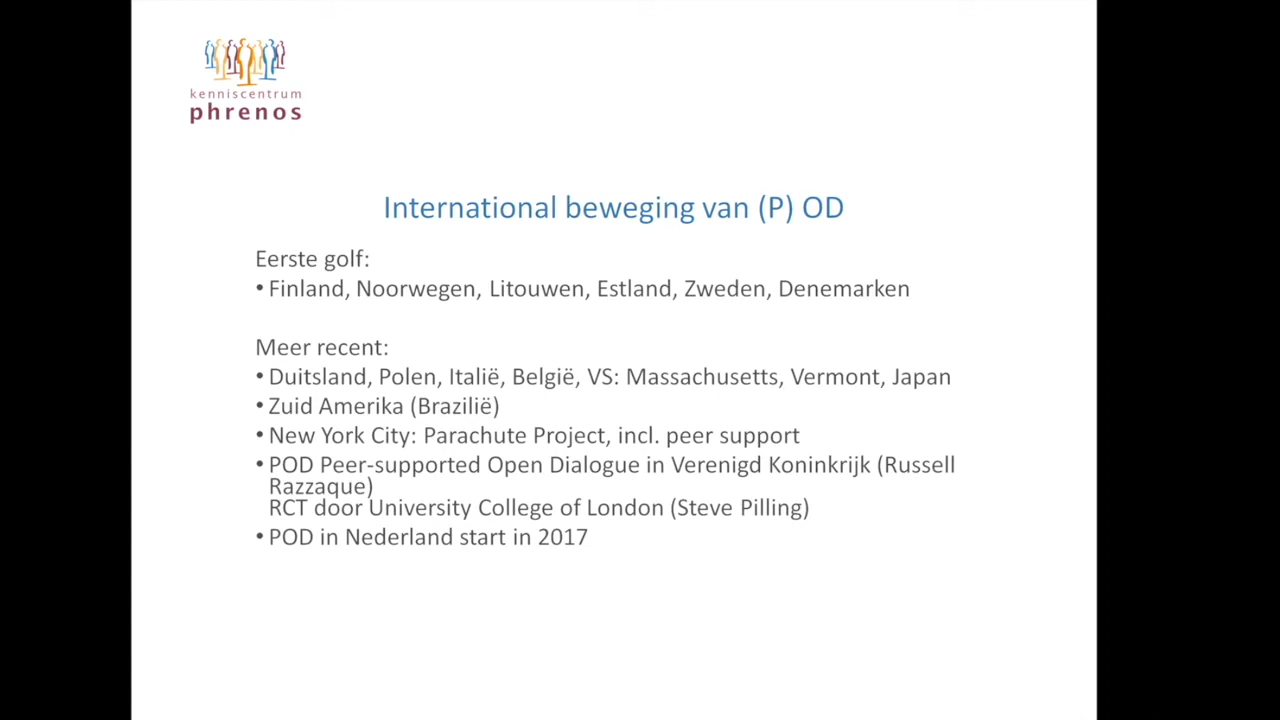 kenniscentrum
phrenos
International beweging van (P) OD
Eerste golf:
• Finland, Noorwegen, Litouwen, Estland, Zweden, Denemarken
Meer recent:
• Duitsland, Polen, Italië, België, VS: Massachusetts, Vermont, Japan
• Zuid Amerika (Brazilië)
• New York City: Parachute Project, incl. peer support
• POD Peer-supported Open Dialogue in Verenigd Koninkrijk (Russell
Razzaque)
RCT door University College of London (Steve Pilling)
• POD in Nederland start in 2017